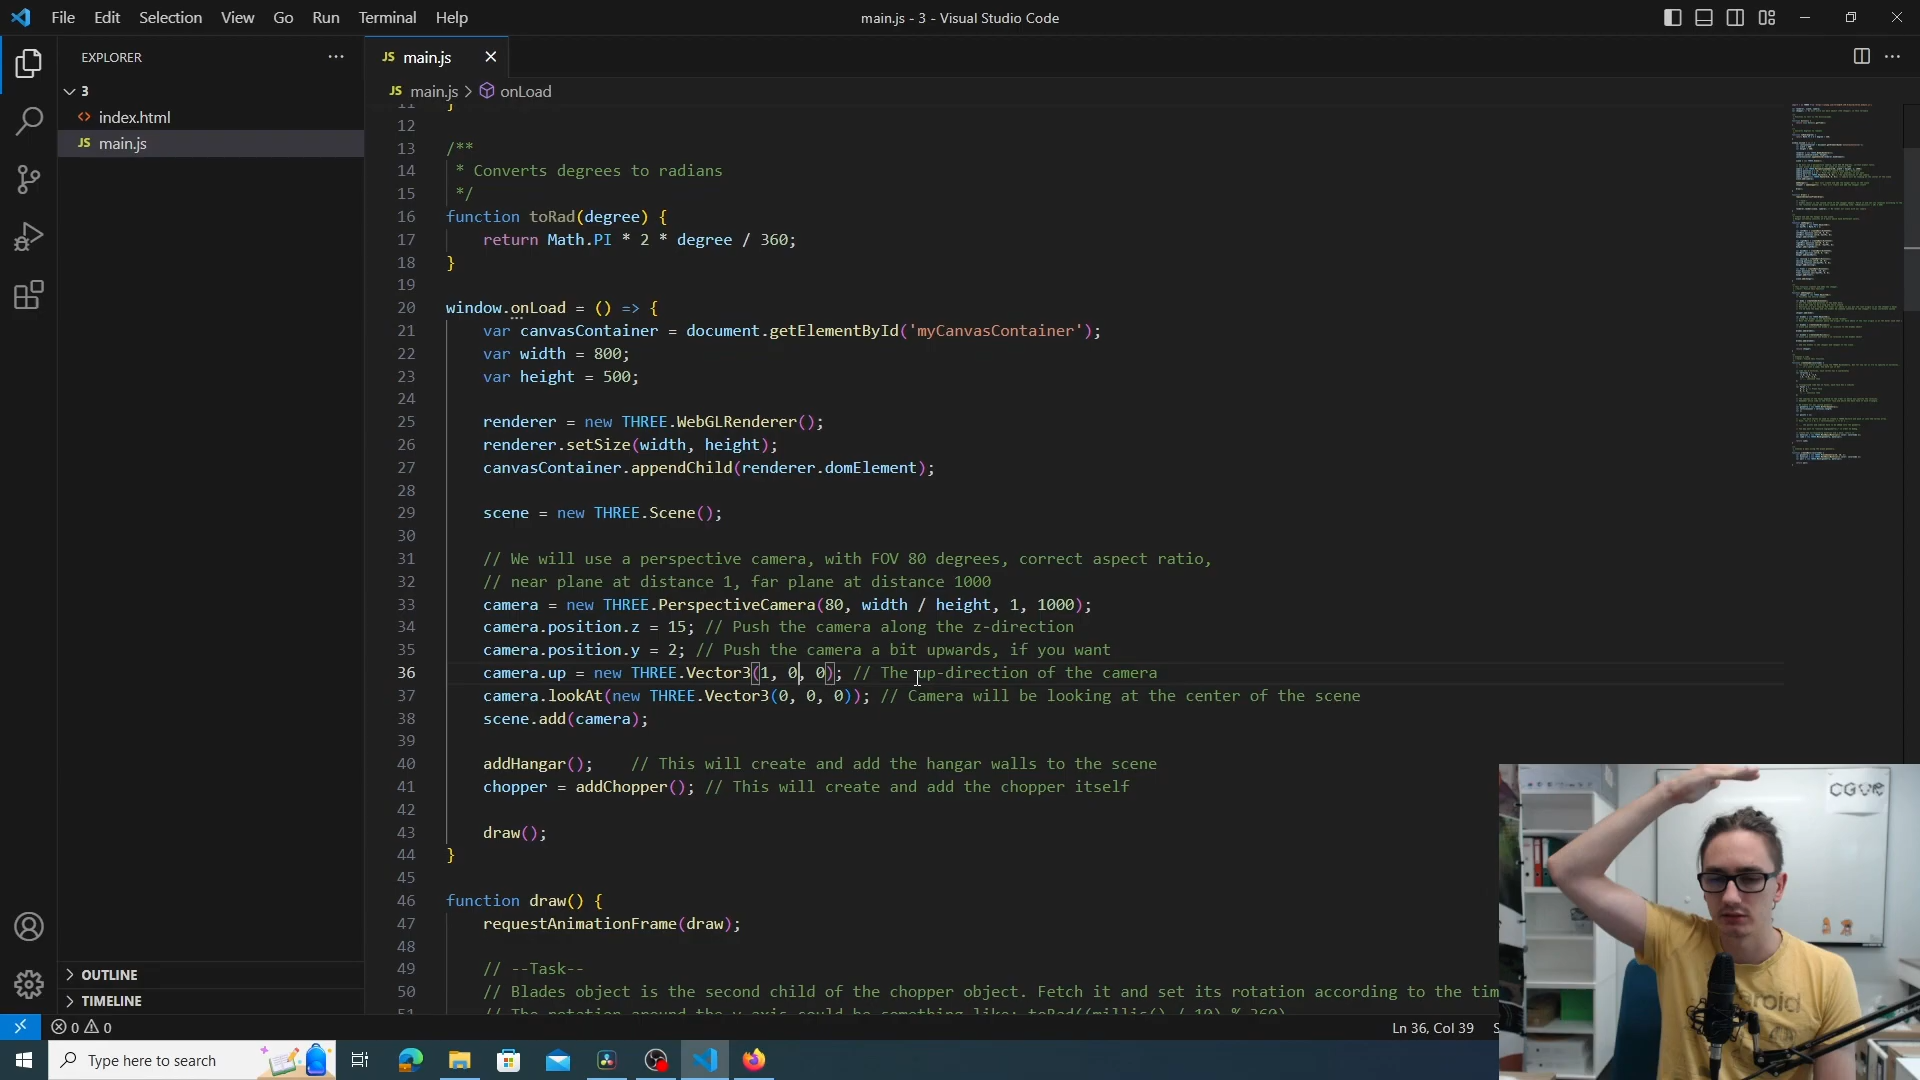 File Edit Selection View Go Run Terminal Help
main.js - 3 - Visual Studio Code
EXPLORER
JS main.js
3
JS main.js > onLoad
index.html
JS main.js
11 }
12
13 /**
14 * Converts degrees to radians
15 */
16 function toRad(degree) {
17 return Math.PI * 2 * degree / 360;
18 }
19
20 window.onLoad = () => {
21 var canvasContainer = document.getElementById('myCanvasContainer');
22 var width = 800;
23 var height = 500;
24
25 renderer = new THREE.WebGLRenderer();
26 renderer.setSize(width, height);
27 canvasContainer.appendChild(renderer.domElement);
28
29 scene = new THREE.Scene();
30
31 // We will use a perspective camera, with FOV 80 degrees, correct aspect ratio,
32 // near plane at distance 1, far plane at distance 1000
33 camera = new THREE.PerspectiveCamera(80, width / height, 1, 1000);
34 camera.position.z = 15; // Push the camera along the z-direction
35 camera.position.y = 2; // Push the camera a bit upwards, if you want
36 camera.up = new THREE.Vector3(1, 0, 0); // The up-direction of the camera
37 camera.lookAt(new THREE.Vector3(0, 0, 0)); // Camera will be looking at the center of the scene
38 scene.add(camera);
39
40 addHangar(); // This will create and add the hangar walls to the scene
41 chopper = addChopper(); // This will create and add the chopper itself
42
43 draw();
44 }
45
46 function draw() {
47 requestAnimationFrame(draw);
48
49 // --Task--
50 // Blades object is the second child of the chopper object. Fetch it and set its rotation according to the tim
51 // The rotation around the y-axis could be something like: toRad((millis() / 10) % 360)
OUTLINE
TIMELINE
0 0
Ln 36, Col 39
Type here to search
CGVR